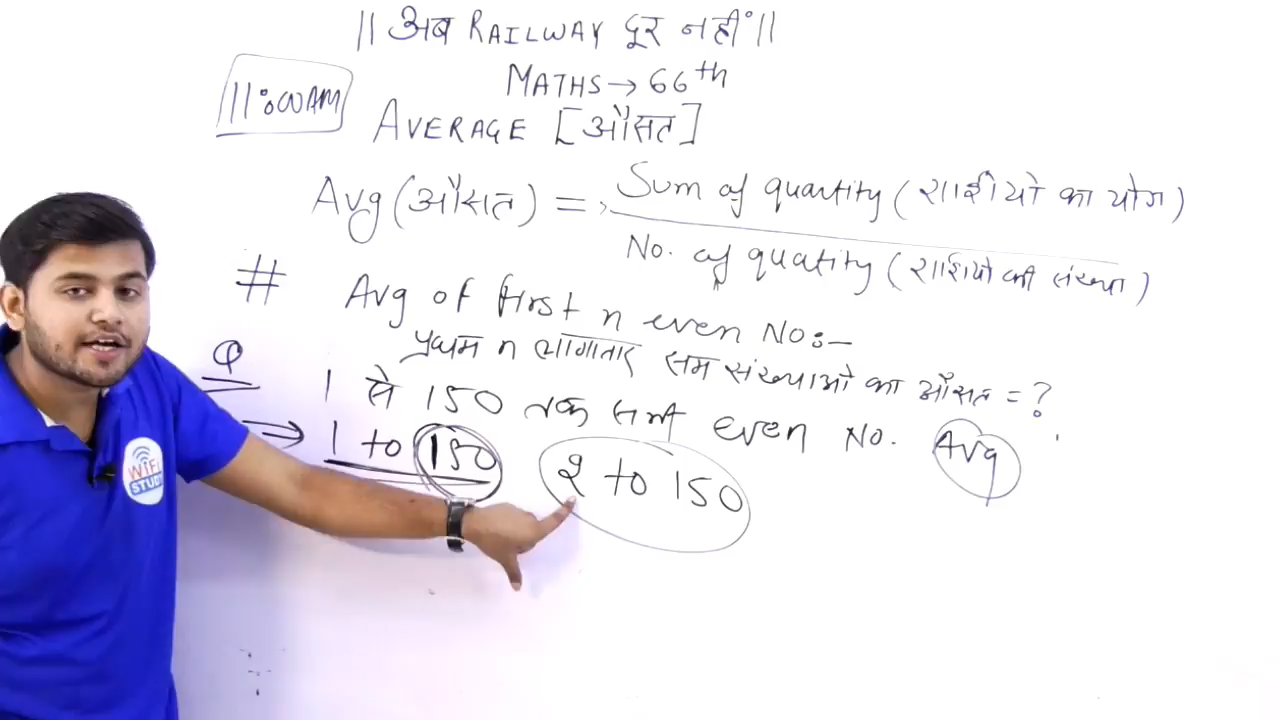 || अब RAILWAY दूर नहीं ||
MATHS → 66th
11:00AM
AVERAGE [औसत]
Avg (औसत) = Sum of quantity (राशीयो का योग)
No. of quatity (राशियो की संख्या)
# Avg of first n even No:-
प्रथम n लागातार सम संख्याओ का औसत = ?
Q
1 से 150 तक सभी even No. Avg.
→ 1 to 150 2 to 150
WiFi
STUDY